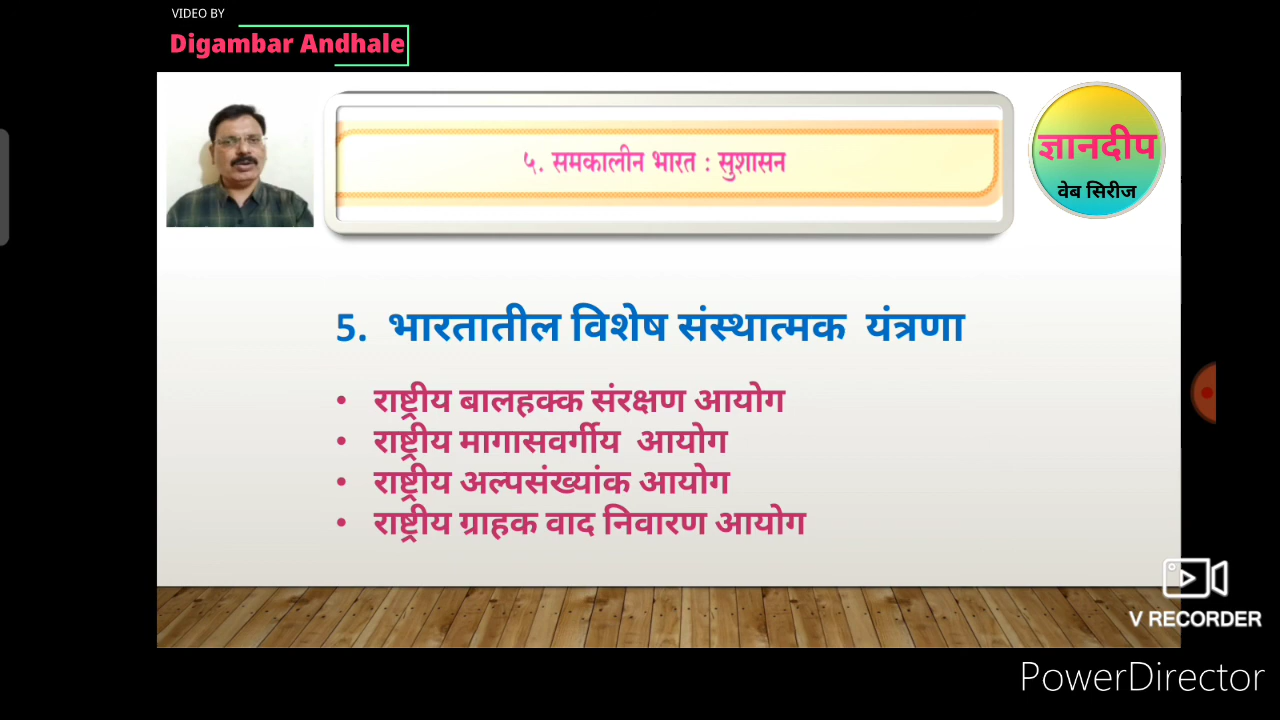 VIDEO BY
Digambar Andhale
५. समकालीन भारत : सुशासन
ज्ञानदीप
वेब सिरीज
5. भारतातील विशेष संस्थात्मक यंत्रणा
• राष्ट्रीय बालहक्क संरक्षण आयोग
• राष्ट्रीय मागासवर्गीय आयोग
• राष्ट्रीय अल्पसंख्यांक आयोग
• राष्ट्रीय ग्राहक वाद निवारण आयोग
V RECORDER
PowerDirector